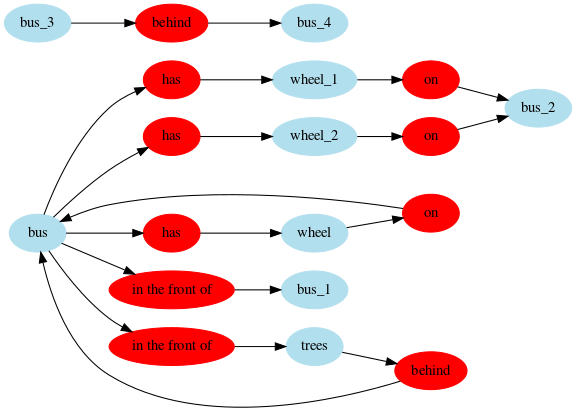 bus_3 behind bus_4
has wheel_1 on
bus_2
has wheel_2 on
on
bus has wheel
in the front of bus_1
in the front of trees
behind